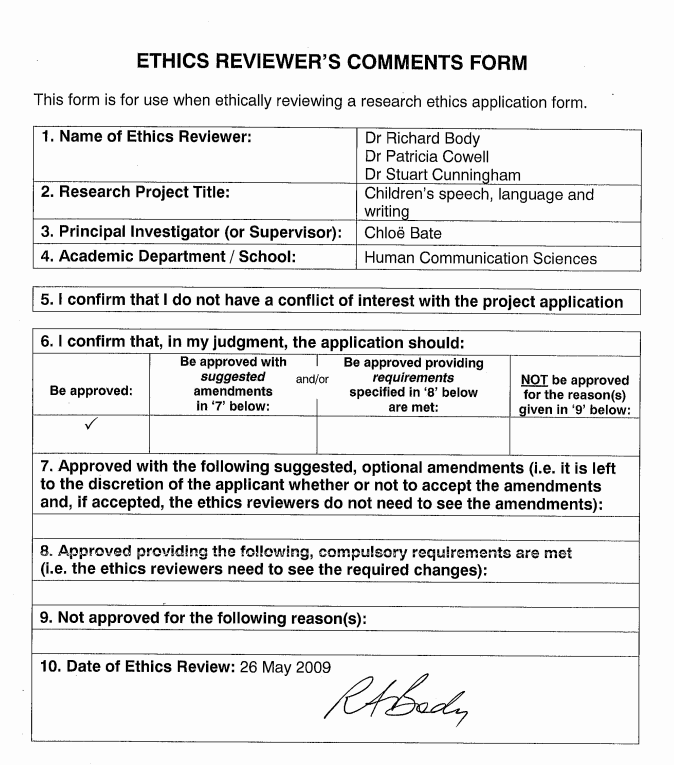 ETHICS REVIEWER'S COMMENTS FORM
This form is for use when ethically reviewing a research ethics application form.
1. Name of Ethics Reviewer:
Dr Richard Body
Dr Patricia Cowell
Dr Stuart Cunningham
2. Research Project Title:
Children's speech, language and
writing
3. Principal Investigator (or Supervisor):
Chloë Bate
4. Academic Department / School:
Human Communication Sciences
5. I confirm that I do not have a conflict of interest with the project application
6. I confirm that, in my judgment, the application should:
Be approved:
Be approved with
suggested
amendments
in '7' below:
and/or
Be approved providing
requirements
specified in '8' below
are met:
NOT be approved
for the reason(s)
given in '9' below:
✓
7. Approved with the following suggested, optional amendments (i.e. it is left
to the discretion of the applicant whether or not to accept the amendments
and, if accepted, the ethics reviewers do not need to see the amendments):
8. Approved providing the following, compulsory requirements are met
(i.e. the ethics reviewers need to see the required changes):
9. Not approved for the following reason(s):
10. Date of Ethics Review: 26 May 2009
R A Body